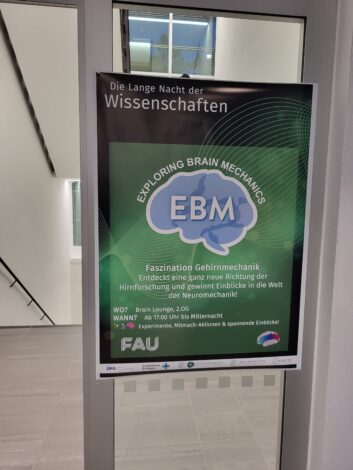 Die Lange Nacht der
Wissenschaften
EXPLORING BRAIN MECHANICS
EBM
Faszination Gehirnmechanik
Entdeckt eine ganz neue Richtung der
Hirnforschung und gewinnt Einblicke in die Welt
der Neuromechanik!
WO? Brain Lounge, 2.OG
WANN? Ab 17:00 Uhr bis Mitternacht
Experimente, Mitmach-Aktionen & spannende Einblicke!
FAU
DFG